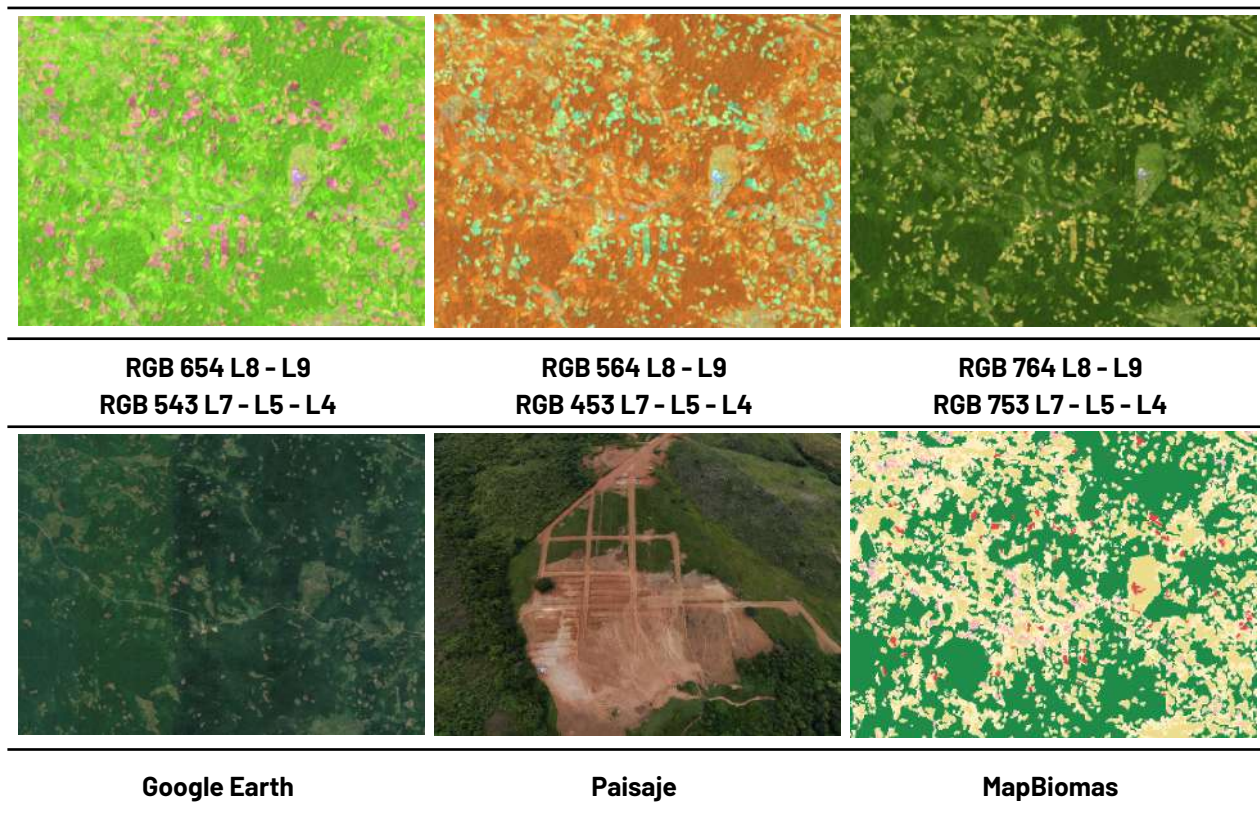 RGB 654 L8 - L9
RGB 543 L7 - L5 - L4
RGB 564 L8 - L9
RGB 453 L7 - L5 - L4
RGB 764 L8 - L9
RGB 753 L7 - L5 - L4
Google Earth
Paisaje
MapBiomas